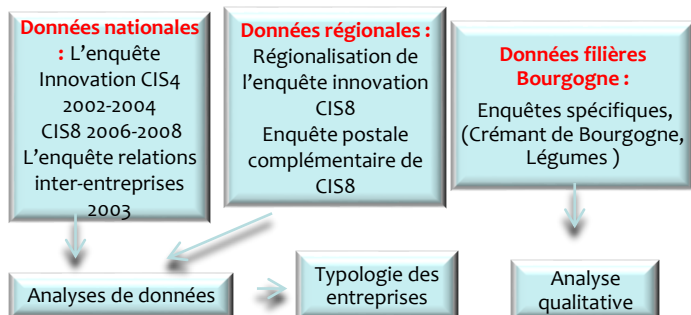 Données nationales
: L'enquête
Innovation CIS4
2002-2004
CIS8 2006-2008
L'enquête relations
inter-entreprises
2003
Données régionales :
Régionalisation de
l'enquête innovation
CIS8
Enquête postale
complémentaire de
CIS8
Données filières
Bourgogne :
Enquêtes spécifiques,
(Crémant de Bourgogne,
Légumes )
Analyses de données
Typologie des
entreprises
Analyse
qualitative